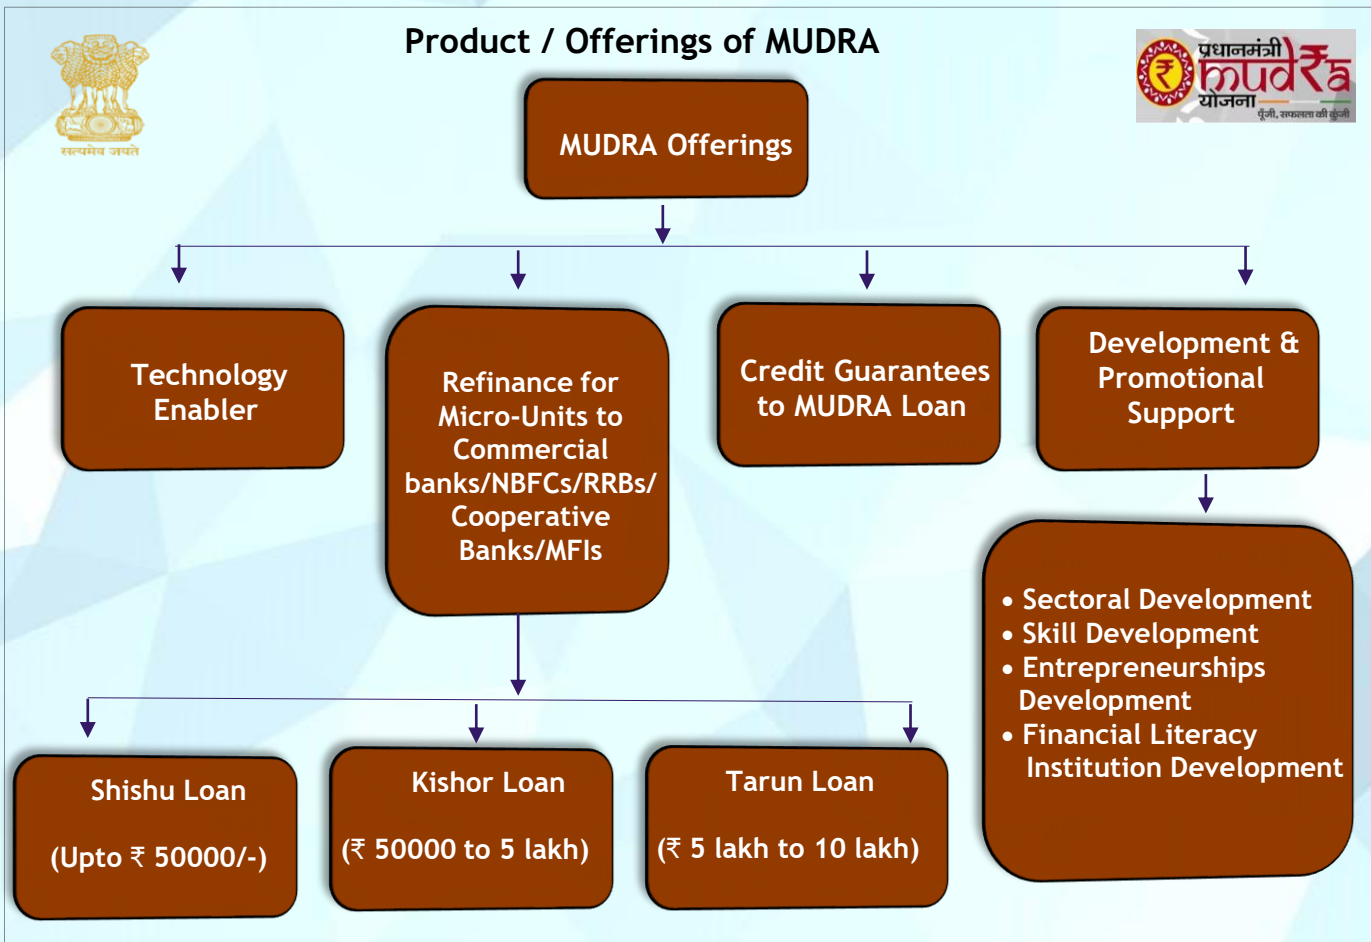 Product / Offerings of MUDRA
सत्यमेव जयते
प्रधानमंत्री
mudra
योजना
पूँजी, सफलता की कुंजी
MUDRA Offerings
Technology
Enabler
Refinance for
Micro-Units to
Commercial
banks/NBFCs/RRBs/
Cooperative
Banks/MFIs
Credit Guarantees
to MUDRA Loan
Development &
Promotional
Support
• Sectoral Development
• Skill Development
• Entrepreneurships
Development
• Financial Literacy
Institution Development
Shishu Loan
(Upto ₹ 50000/-)
Kishor Loan
(₹ 50000 to 5 lakh)
Tarun Loan
(₹ 5 lakh to 10 lakh)